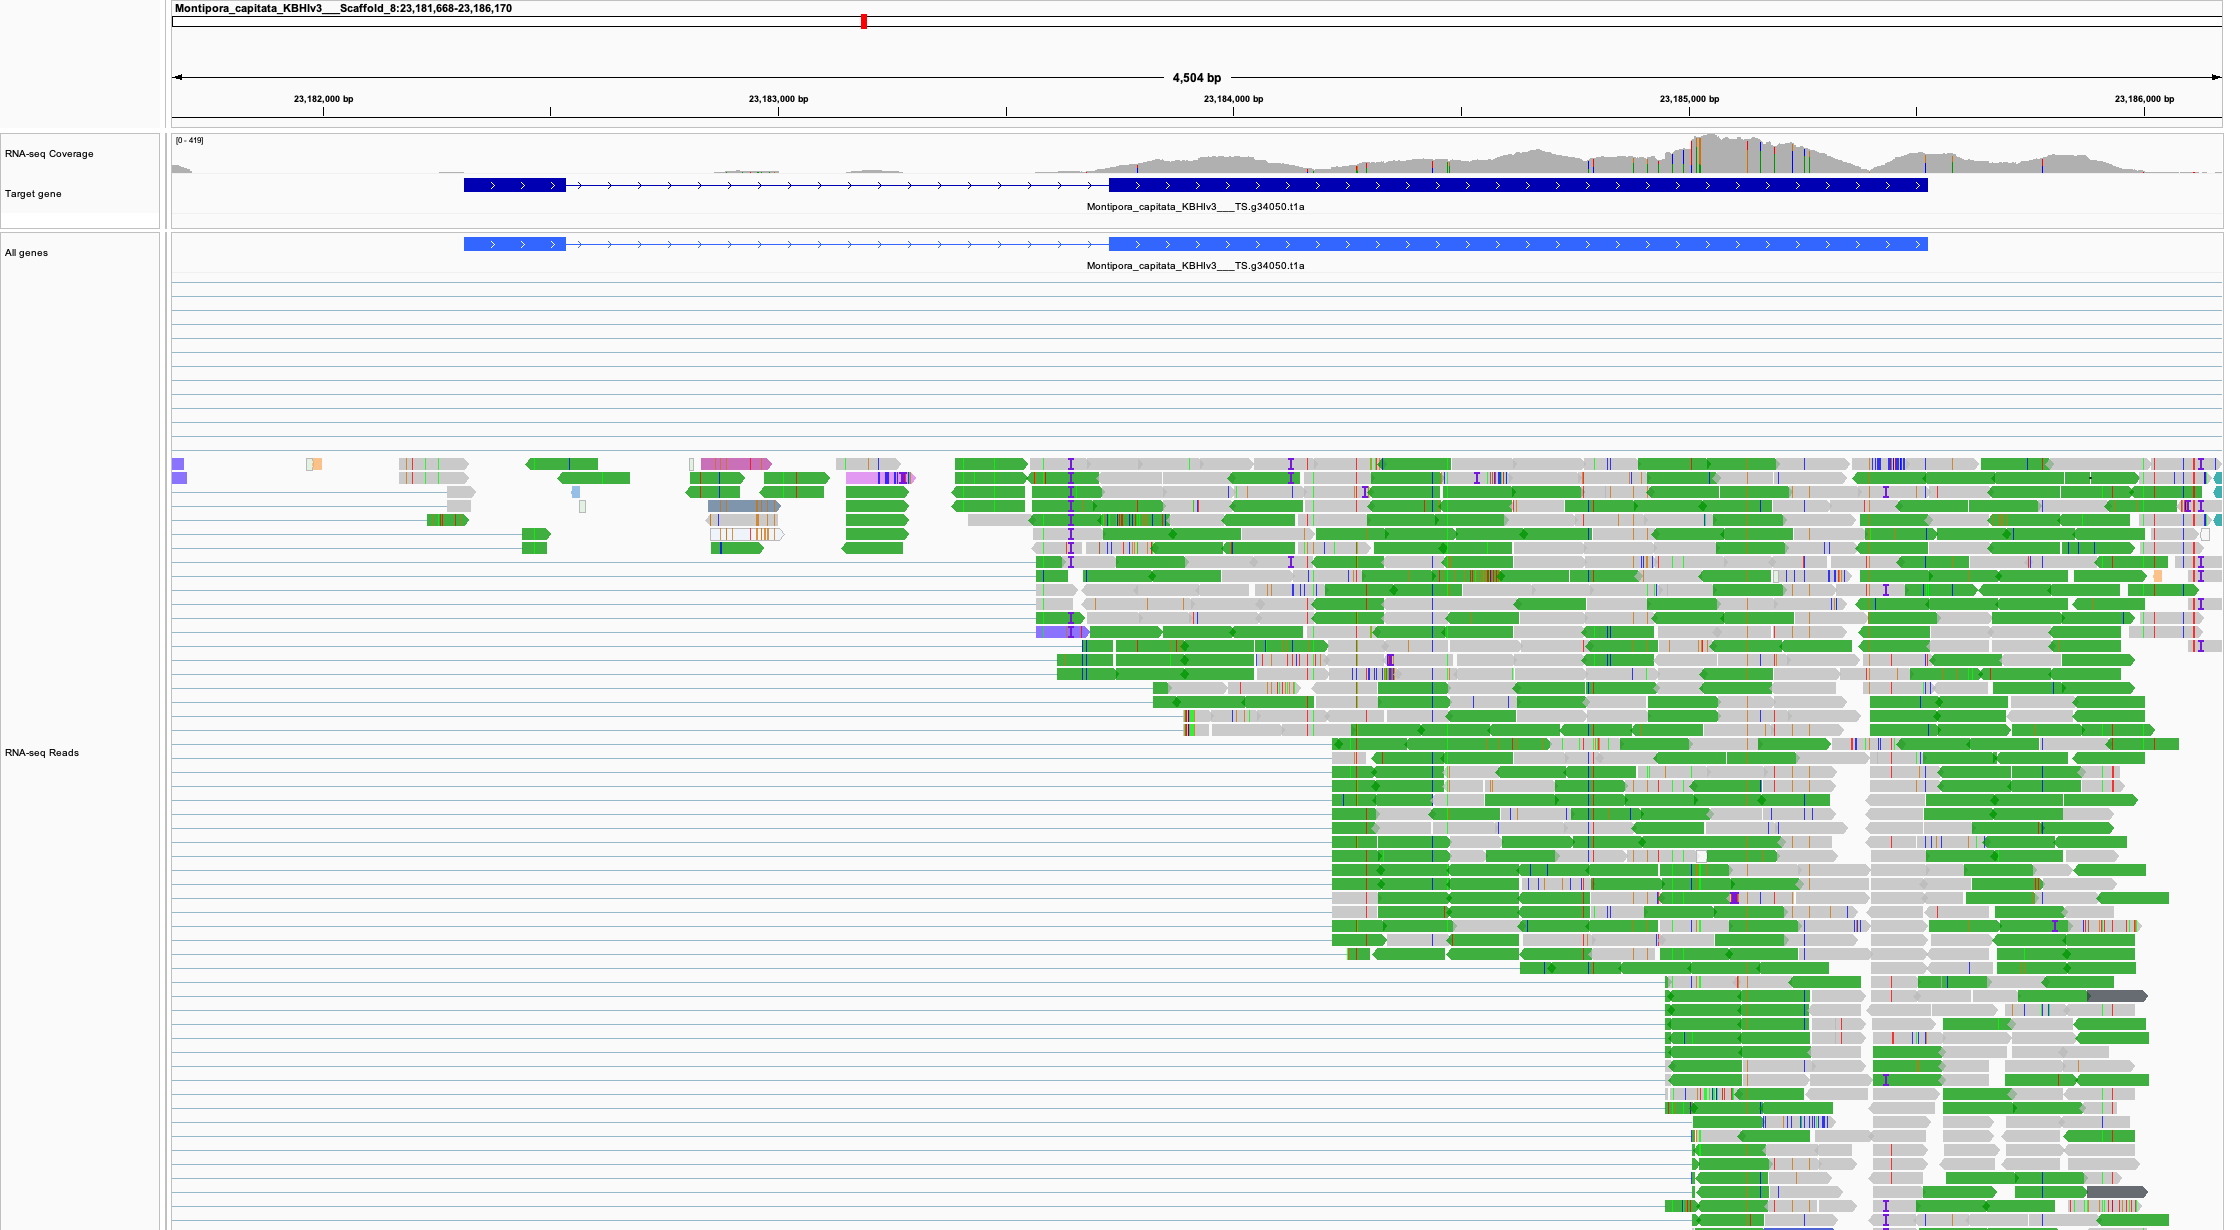 Montipora_capitata_KBHIv3___Scaffold_8:23,181,668-23,186,170
4,504 bp
23,182,000 bp 23,183,000 bp 23,184,000 bp 23,185,000 bp 23,186,000 bp
[0 - 419]
RNA-seq Coverage
Target gene
Montipora_capitata_KBHIv3___TS.g34050.t1a
All genes
Montipora_capitata_KBHIv3___TS.g34050.t1a
RNA-seq Reads